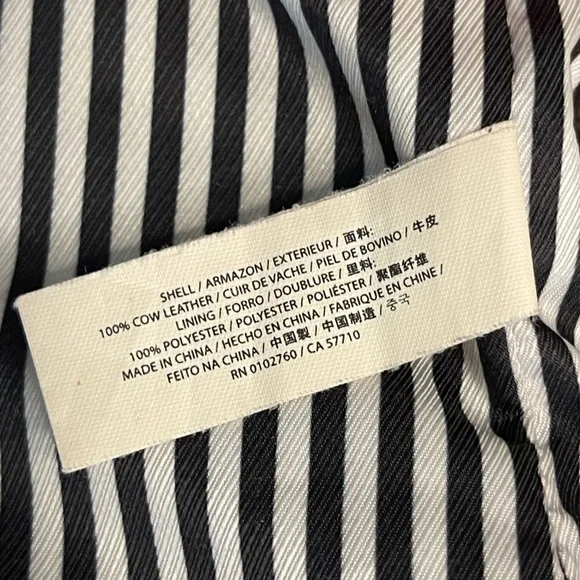 SHELL / ARMAZON / EXTERIEUR / 面料:
100% COW LEATHER / CUIR DE VACHE / PIEL DE BOVINO / 牛皮
LINING / FORRO / DOUBLURE / 里料:
100% POLYESTER / POLYESTER / POLIÉSTER / 聚酯纤维
MADE IN CHINA / HECHO EN CHINA / FABRIQUE EN CHINE /
FEITO NA CHINA / 中國製 / 中国制造 / 중국
RN 0102760 / CA 57710